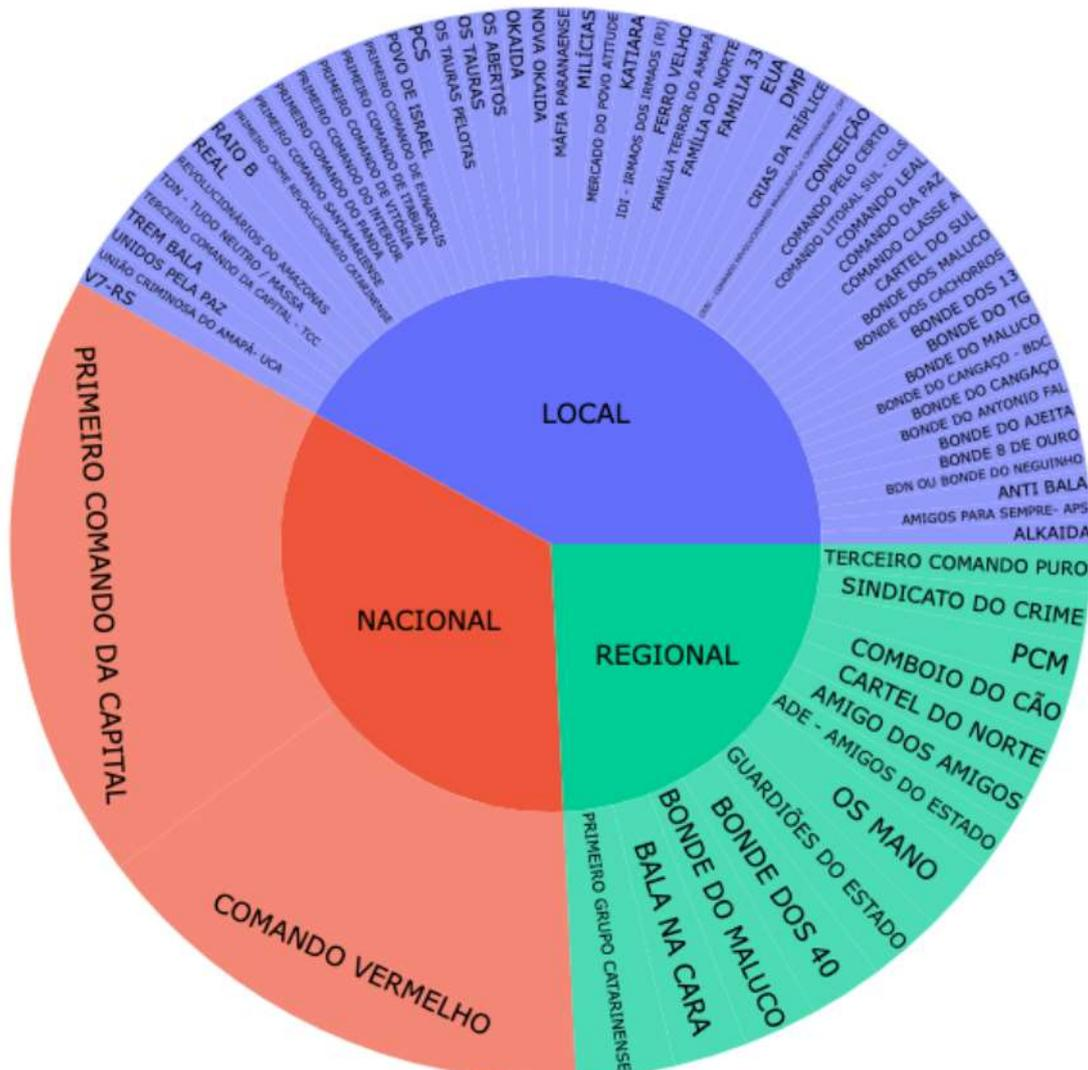 LOCAL
NACIONAL
REGIONAL
V7-RS
UNIÃO CRIMINOSA DO AMAPÁ- UCA
UNIDOS PELA PAZ
TREM BALA
TERCEIRO COMANDO DA CAPITAL - TCC
TDN - TUDO NEUTRO / MASSA
REVOLUCIONÁRIOS DO AMAZONAS
REAL
RAIO B
PRIMEIRO CRIME REVOLUCIONÁRIO CATARINENSE
PRIMEIRO COMANDO SANTAMARIENSE
PRIMEIRO COMANDO DO PANDA
PRIMEIRO COMANDO DO INTERIOR
PRIMEIRO COMANDO DE VITÓRIA
PRIMEIRO COMANDO DE ITABUNA
PRIMEIRO COMANDO DE EUNAPOLIS
POVO DE ISRAEL
PCS
OS TAURAS PELOTAS
OS TAURAS
OS ABERTOS
OKAIDA
NOVA OKAIDA
MÁFIA PARANAENSE
MILÍCIAS
MERCADO DO POVO ATITUDE
KATIARA
IDI - IRMAOS DOS IRMAOS (RJ)
FERRO VELHO
FAMÍLIA TERROR DO AMAPÁ
FAMÍLIA DO NORTE
FAMILIA 33
EUA
DMP
CRIAS DA TRÍPLICE
CONCEIÇÃO
COMANDO PELO CERTO
COMANDO LITORAL SUL - CLS
COMANDO LEAL
COMANDO DA PAZ
COMANDO CLASSE A
CARTEL DO SUL
BONDE DOS MALUCO
BONDE DOS CACHORROS
BONDE DOS 13
BONDE DO TG
BONDE DO MALUCO
BONDE DO CANGAÇO - BDC
BONDE DO CANGAÇO
BONDE DO ANTONIO FAL
BONDE DO AJEITA
BONDE 8 DE OURO
BDN OU BONDE DO NEGUINHO
ANTI BALA
AMIGOS PARA SEMPRE- APS
ALKAIDA
TERCEIRO COMANDO PURO
SINDICATO DO CRIME
PCM
COMBOIO DO CÃO
CARTEL DO NORTE
AMIGO DOS AMIGOS
ADE - AMIGOS DO ESTADO
OS MANO
GUARDIÕES DO ESTADO
BONDE DOS 40
BONDE DO MALUCO
BALA NA CARA
PRIMEIRO GRUPO CATARINENSE
COMANDO VERMELHO
PRIMEIRO COMANDO DA CAPITAL